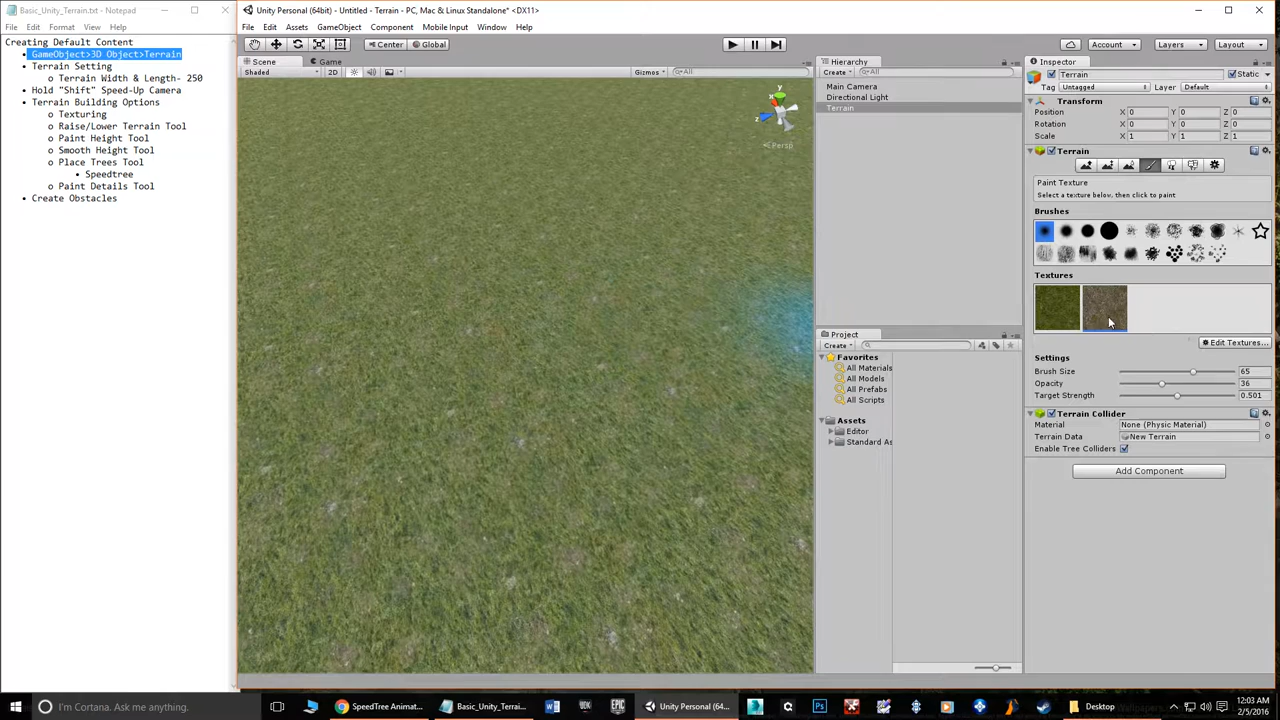 Basic_Unity_Terrain.txt - Notepad
File Edit Format View Help
Creating Default Content
• GameObject>3D Object>Terrain
• Terrain Setting
o Terrain Width & Length- 250
• Hold "Shift" Speed-Up Camera
• Terrain Building Options
o Texturing
o Raise/Lower Terrain Tool
o Paint Height Tool
o Smooth Height Tool
o Place Trees Tool
• Speedtree
o Paint Details Tool
• Create Obstacles
Unity Personal (64bit) - Untitled - Terrain - PC, Mac & Linux Standalone* <DX11>
File Edit Assets GameObject Component Mobile Input Window Help
Center Global
Account Layers Layout
Scene Game
Shaded 2D Gizmos All
y
x
z
Persp
Hierarchy
Create All
Main Camera
Directional Light
Terrain
Project
Create
Favorites
All Materials
All Models
All Prefabs
All Scripts
Assets
Editor
Standard As
Inspector
Terrain Static
Tag Untagged Layer Default
Transform
Position X 0 Y 0 Z 0
Rotation X 0 Y 0 Z 0
Scale X 1 Y 1 Z 1
Terrain
Paint Texture
Select a texture below, then click to paint
Brushes
Textures
Edit Textures...
Settings
Brush Size 65
Opacity 36
Target Strength 0.501
Terrain Collider
Material None (Physic Material)
Terrain Data New Terrain
Enable Tree Colliders
Add Component
I'm Cortana. Ask me anything.
SpeedTree Animat...
Basic_Unity_Terrain...
Unity Personal (64...
Desktop
12:03 AM
2/5/2016